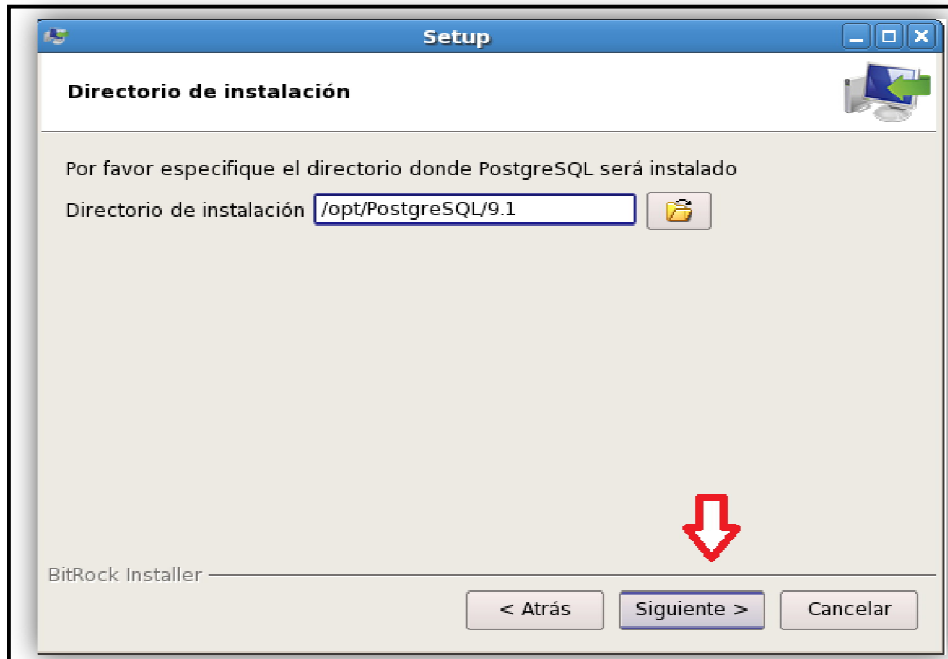 Setup
Directorio de instalación
Por favor especifique el directorio donde PostgreSQL será instalado
Directorio de instalación /opt/PostgreSQL/9.1
BitRock Installer
< Atrás Siguiente > Cancelar